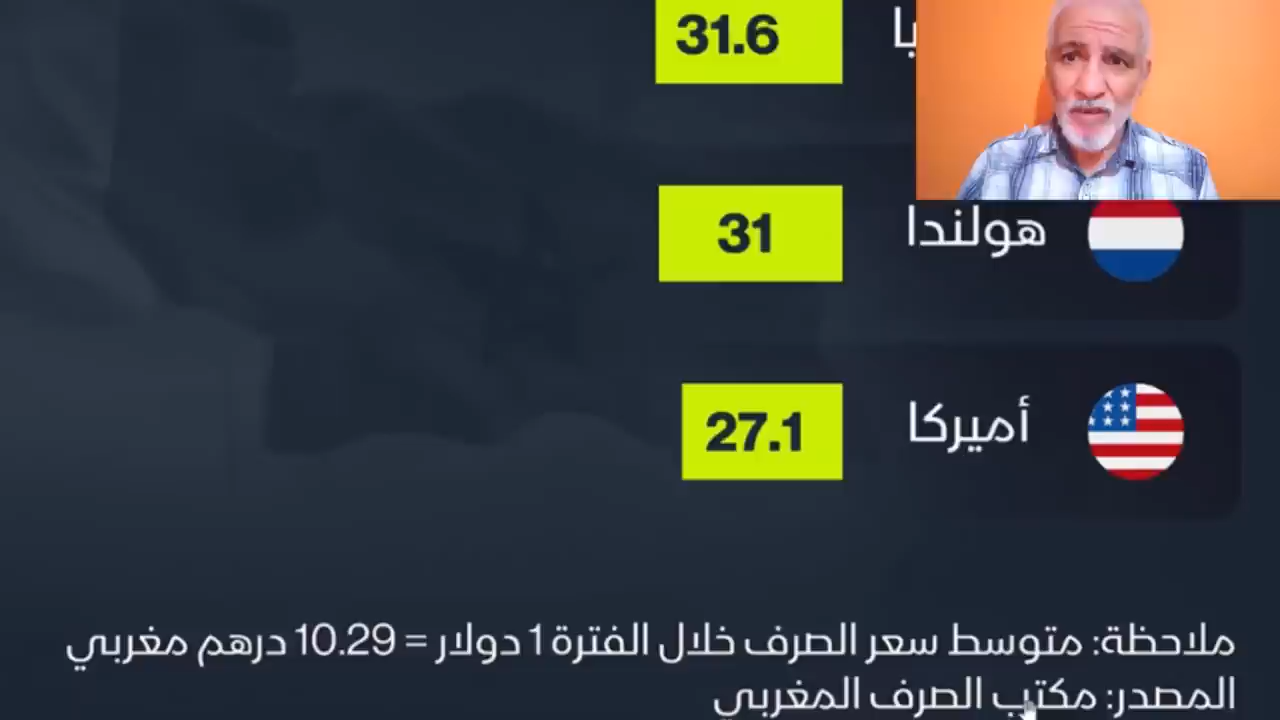 31.6
هولندا 31
أميركا 27.1
ملاحظة: متوسط سعر الصرف خلال الفترة 1 دولار = 10.29 درهم مغربي
المصدر: مكتب الصرف المغربي